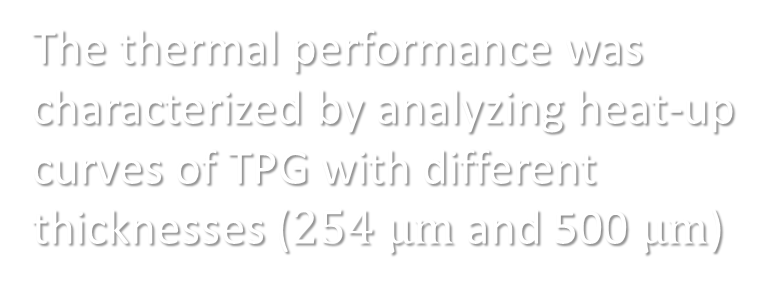 The thermal performance was
characterized by analyzing heat-up
curves of TPG with different
thicknesses (254 μm and 500 μm)